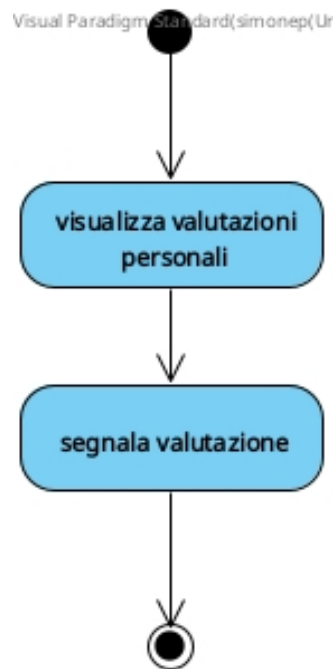 Visual Paradigm Standard(simonep(Ur
visualizza valutazioni
personali
segnala valutazione